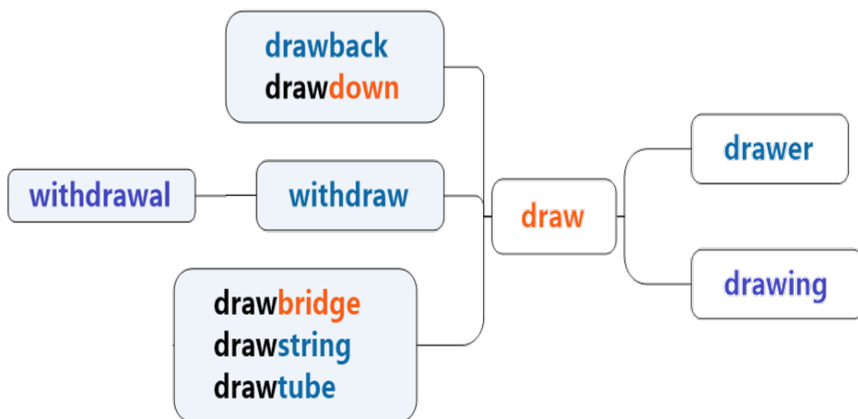 drawback
drawdown
drawer
withdrawal
withdraw
draw
drawing
drawbridge
drawstring
drawtube